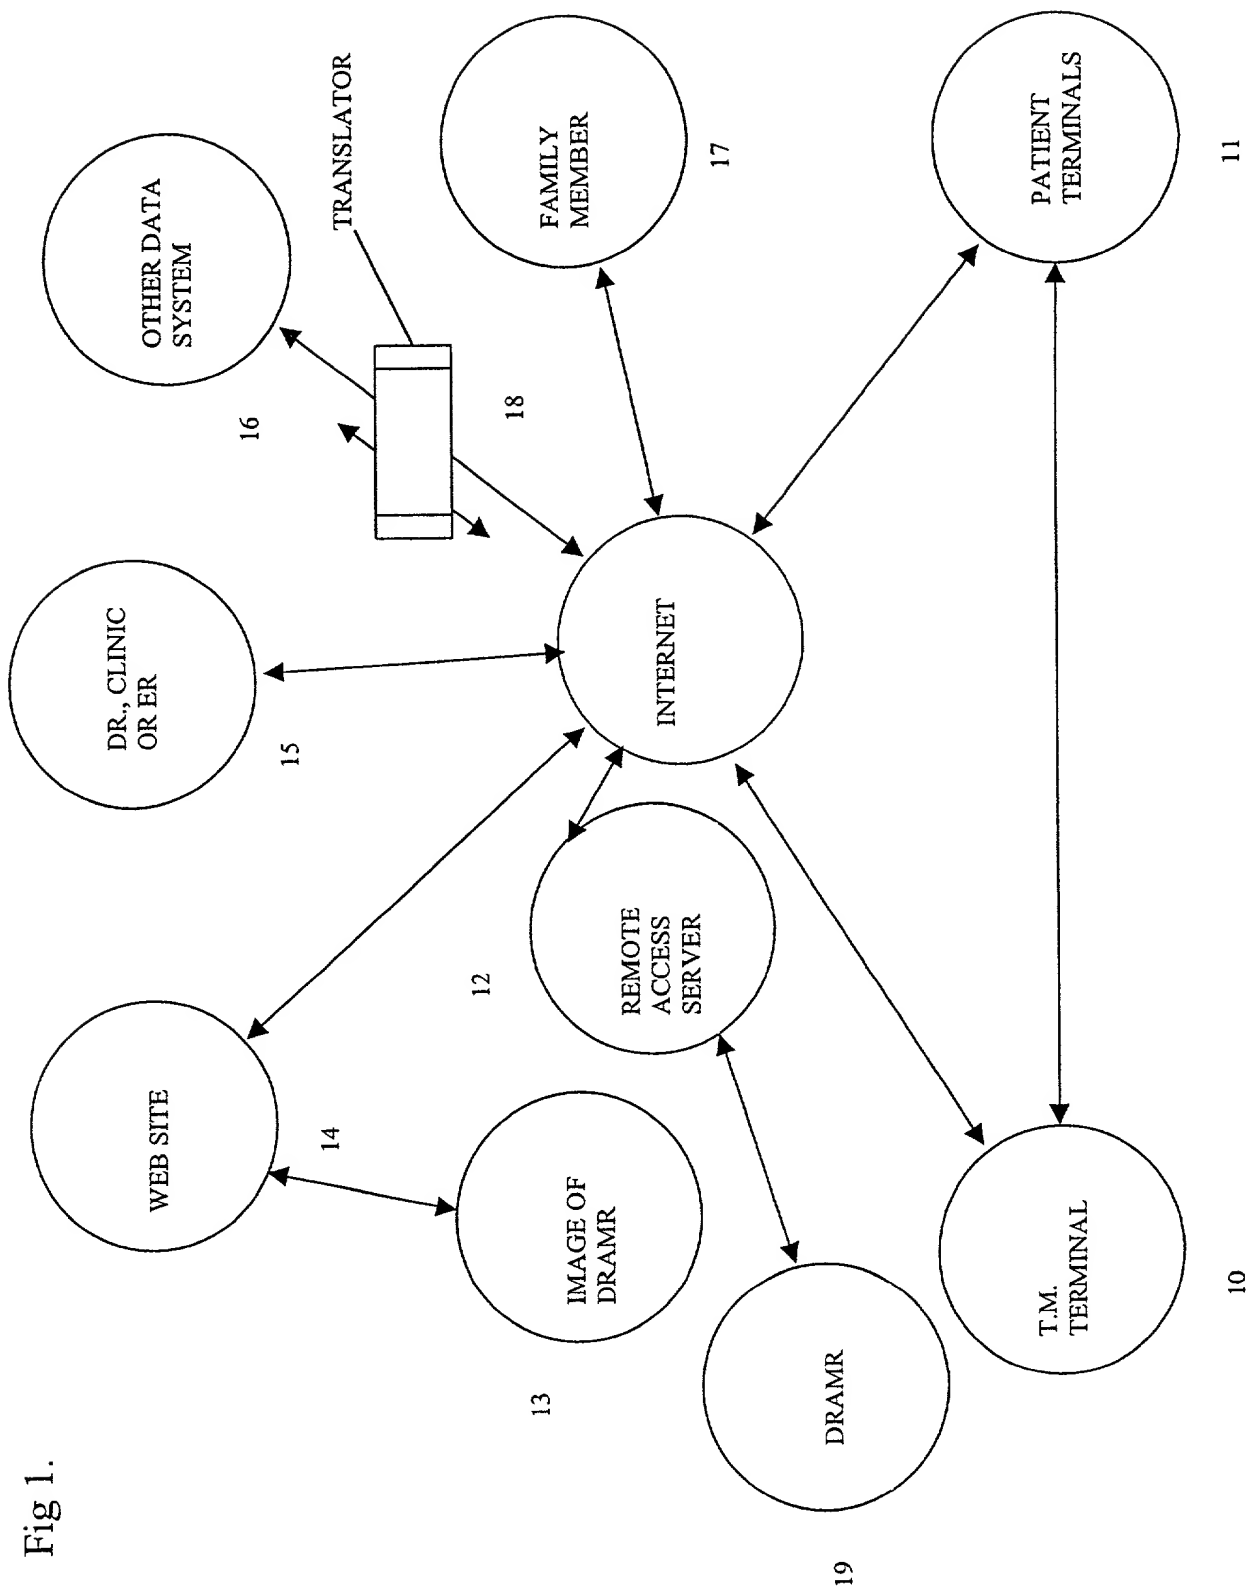 Fig 1.
WEB SITE
14
DR., CLINIC
OR ER
15
OTHER DATA
SYSTEM
16
TRANSLATOR
18
IMAGE OF
DRAMR
13
12
REMOTE
ACCESS
SERVER
INTERNET
FAMILY
MEMBER
17
DRAMR
19
T.M.
TERMINAL
10
PATIENT
TERMINALS
11